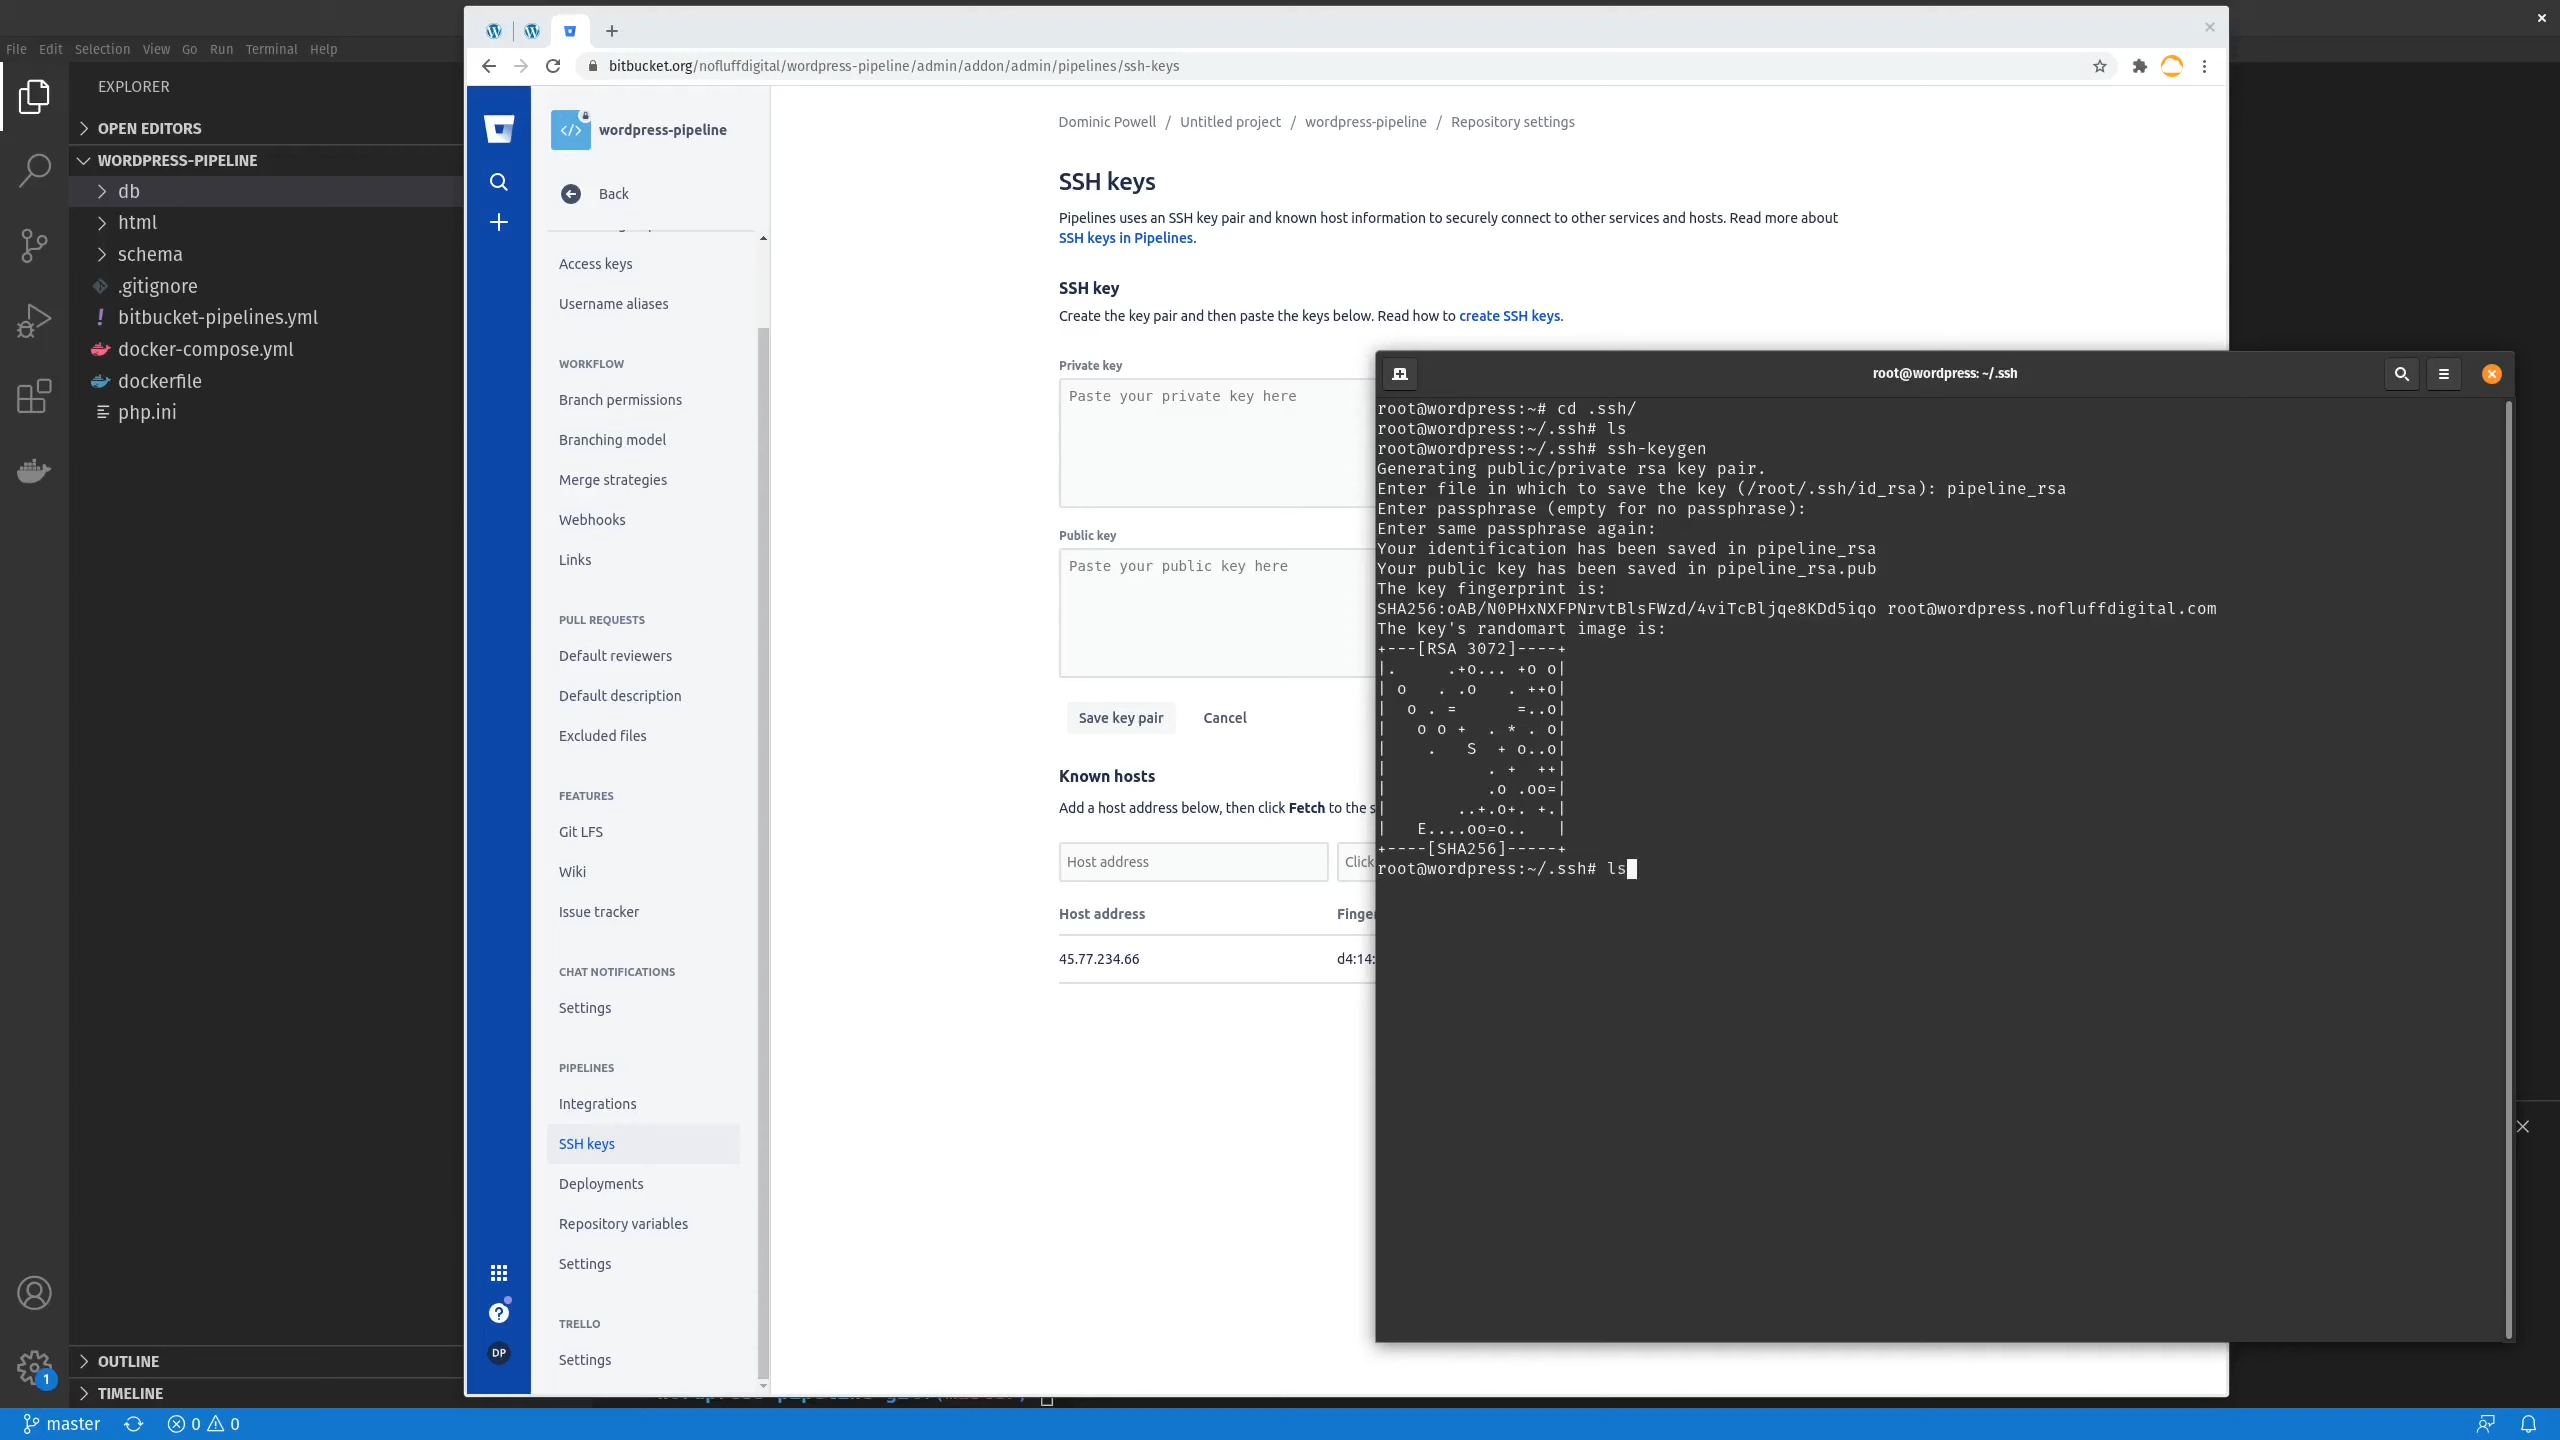 File Edit Selection View Go Run Terminal Help
EXPLORER
OPEN EDITORS
WORDPRESS-PIPELINE
db
html
schema
.gitignore
! bitbucket-pipelines.yml
docker-compose.yml
dockerfile
php.ini
OUTLINE
TIMELINE
1
master
0 0
bitbucket.org/nofluffdigital/wordpress-pipeline/admin/addon/admin/pipelines/ssh-keys
wordpress-pipeline
Back
Access keys
Username aliases
WORKFLOW
Branch permissions
Branching model
Merge strategies
Webhooks
Links
PULL REQUESTS
Default reviewers
Default description
Excluded files
FEATURES
Git LFS
Wiki
Issue tracker
CHAT NOTIFICATIONS
Settings
PIPELINES
Integrations
SSH keys
Deployments
Repository variables
Settings
TRELLO
Settings
?
DP
Dominic Powell / Untitled project / wordpress-pipeline / Repository settings
SSH keys
Pipelines uses an SSH key pair and known host information to securely connect to other services and hosts. Read more about
SSH keys in Pipelines.
SSH key
Create the key pair and then paste the keys below. Read how to create SSH keys.
Private key
Paste your private key here
Public key
Paste your public key here
Save key pair Cancel
Known hosts
Add a host address below, then click Fetch to the s
Host address Click
Host address Finger
45.77.234.66 d4:14:
root@wordpress: ~/.ssh
root@wordpress:~# cd .ssh/
root@wordpress:~/.ssh# ls
root@wordpress:~/.ssh# ssh-keygen
Generating public/private rsa key pair.
Enter file in which to save the key (/root/.ssh/id_rsa): pipeline_rsa
Enter passphrase (empty for no passphrase):
Enter same passphrase again:
Your identification has been saved in pipeline_rsa
Your public key has been saved in pipeline_rsa.pub
The key fingerprint is:
SHA256:oAB/N0PHxNXFPNrvtBlsFWzd/4viTcBljqe8KDd5iqo root@wordpress.nofluffdigital.com
The key's randomart image is:
+---[RSA 3072]----+
|.     .+o... +o o|
| o   . .o   . ++o|
|  o . =      =..o|
|   o o +  . * . o|
|    .   S  + o..o|
|          . +  ++|
|          .o .oo=|
|       ..+.o+. +.|
|   E....oo=o..   |
+----[SHA256]-----+
root@wordpress:~/.ssh# ls